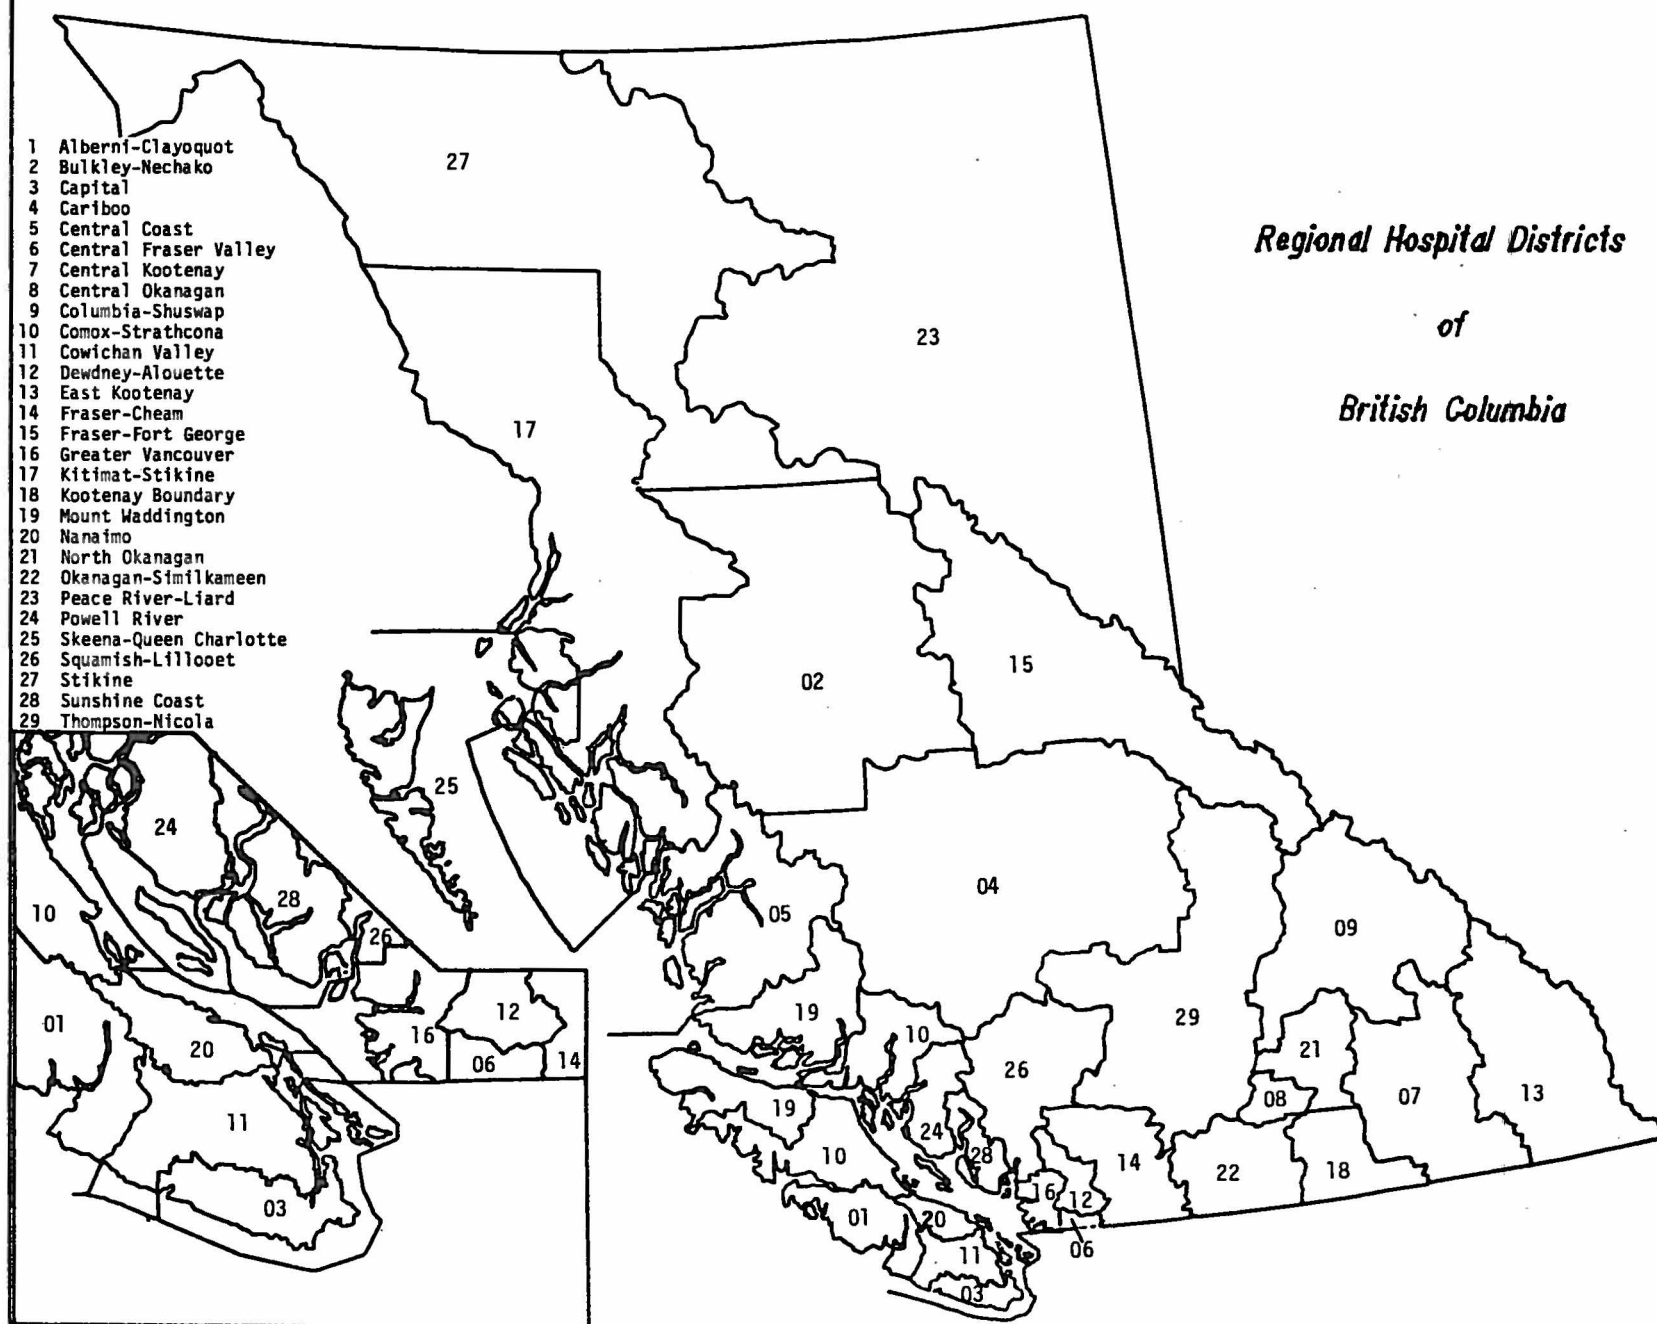 Regional Hospital Districts
of
British Columbia
1 Alberni-Clayoquot
2 Bulkley-Nechako
3 Capital
4 Cariboo
5 Central Coast
6 Central Fraser Valley
7 Central Kootenay
8 Central Okanagan
9 Columbia-Shuswap
10 Comox-Strathcona
11 Cowichan Valley
12 Dewdney-Alouette
13 East Kootenay
14 Fraser-Cheam
15 Fraser-Fort George
16 Greater Vancouver
17 Kitimat-Stikine
18 Kootenay Boundary
19 Mount Waddington
20 Nanaimo
21 North Okanagan
22 Okanagan-Similkameen
23 Peace River-Liard
24 Powell River
25 Skeena-Queen Charlotte
26 Squamish-Lillooet
27 Stikine
28 Sunshine Coast
29 Thompson-Nicola
27
23
17
15
02
25
04
05
09
19
10
29
26
21
08
07
13
19
24
10
28
14
22
18
16
12
01
20
06
11
03
24
10
28
26
01
20
16
12
06
14
11
03